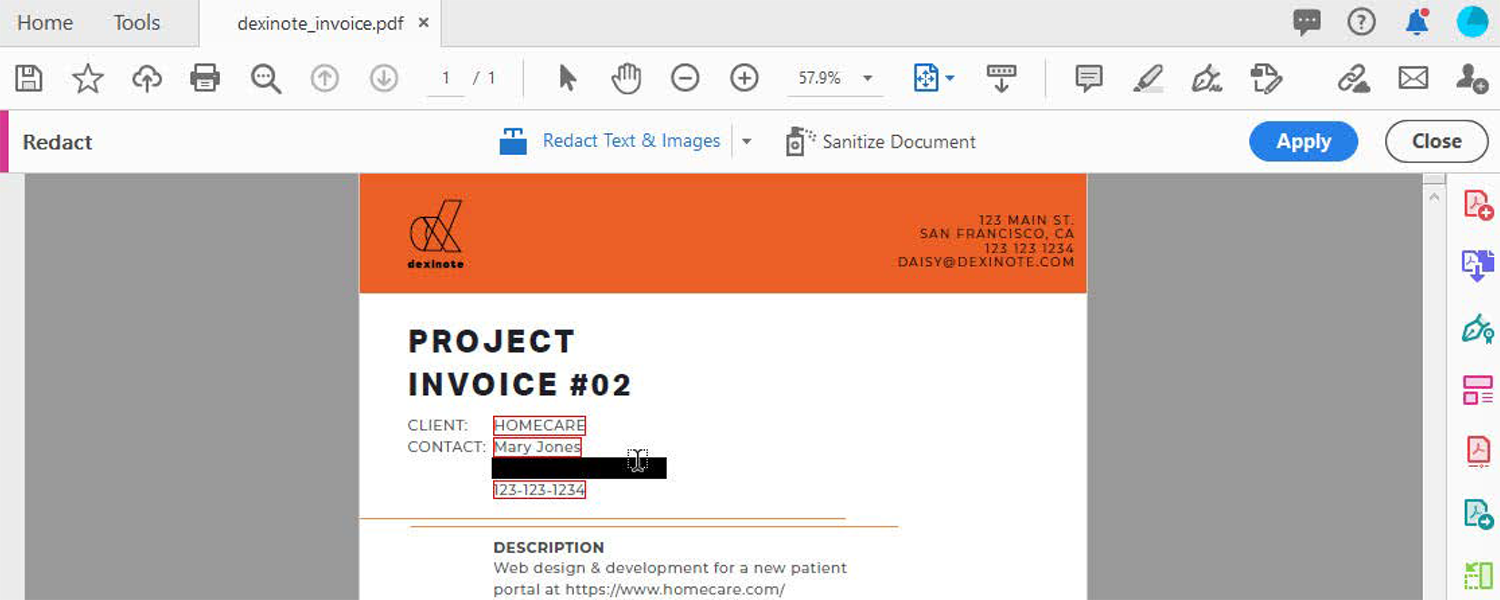 Home Tools dexinote_invoice.pdf ×
1 / 1 57.9%
Redact Redact Text & Images Sanitize Document Apply Close
dexinote
123 MAIN ST.
SAN FRANCISCO, CA
123 123 1234
DAISY@DEXINOTE.COM
PROJECT
INVOICE #02
CLIENT: HOMECARE
CONTACT: Mary Jones
123-123-1234
DESCRIPTION
Web design & development for a new patient
portal at https://www.homecare.com/